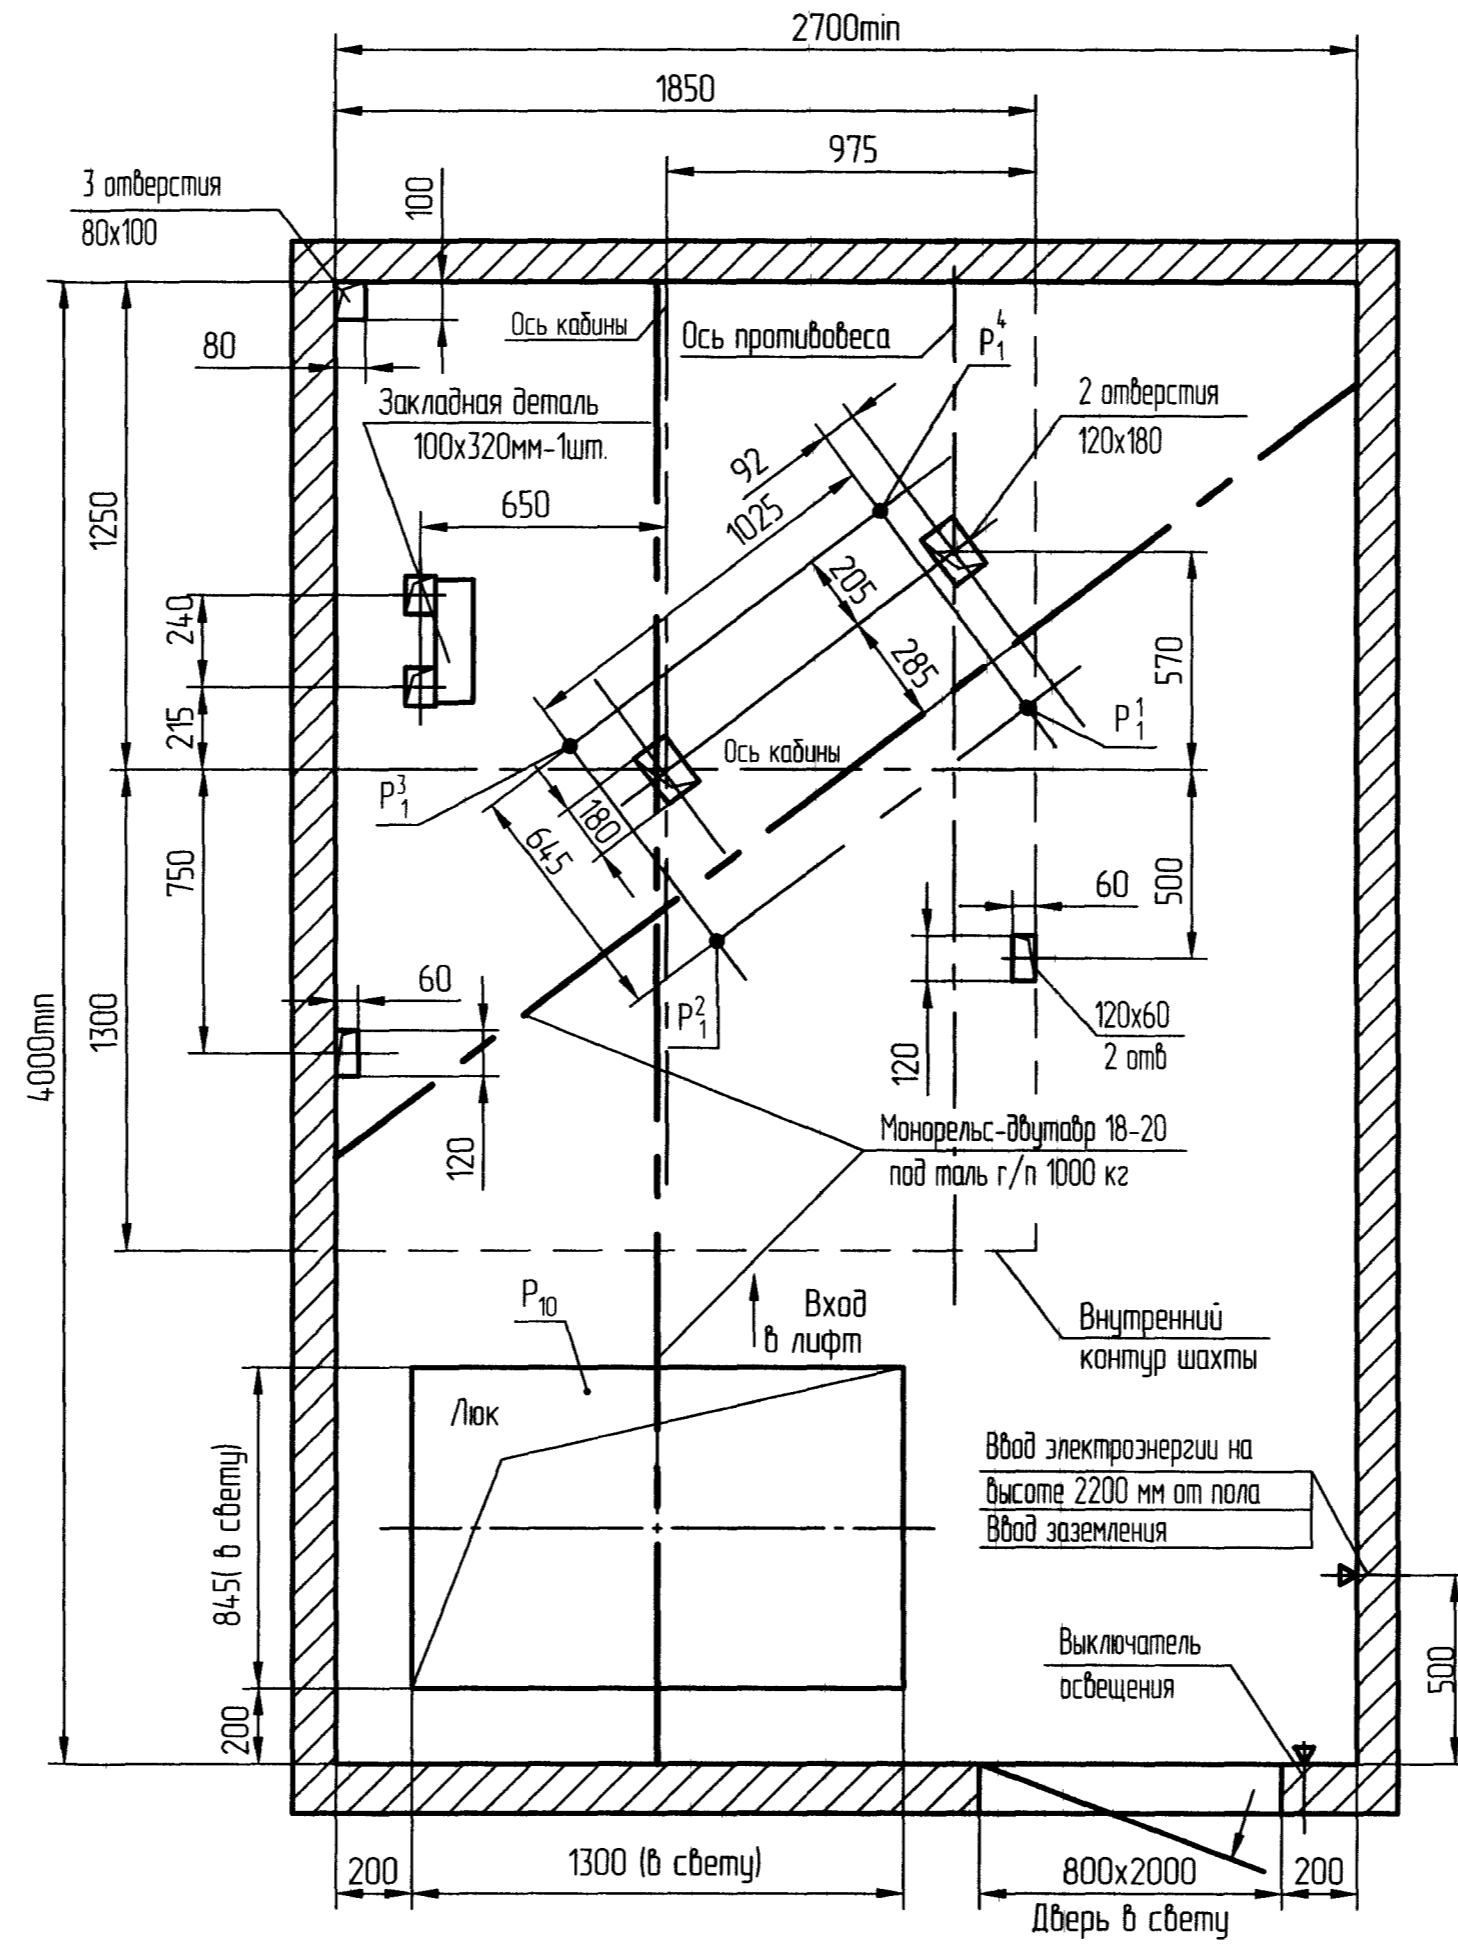 2700min
1850
975
3 отверстия
80х100
100
80
Ось кабины
Ось противовеса
P₁⁴
Закладная деталь
100х320мм-1шт.
2 отверстия
120х180
92
1025
650
1250
240
205
285
570
215
P₁¹
Ось кабины
P₁³
180
645
750
60
500
60
P₁²
120х60
2 отв
120
4000min
1300
120
Монорельс-двутавр 18-20
под таль г/п 1000 кг
P₁₀
Вход
в лифт
Внутренний
контур шахты
Люк
845( в свету)
Ввод электроэнергии на
высоте 2200 мм от пола
Ввод заземления
Выключатель
освещения
500
200
200
1300 (в свету)
800х2000
200
Дверь в свету